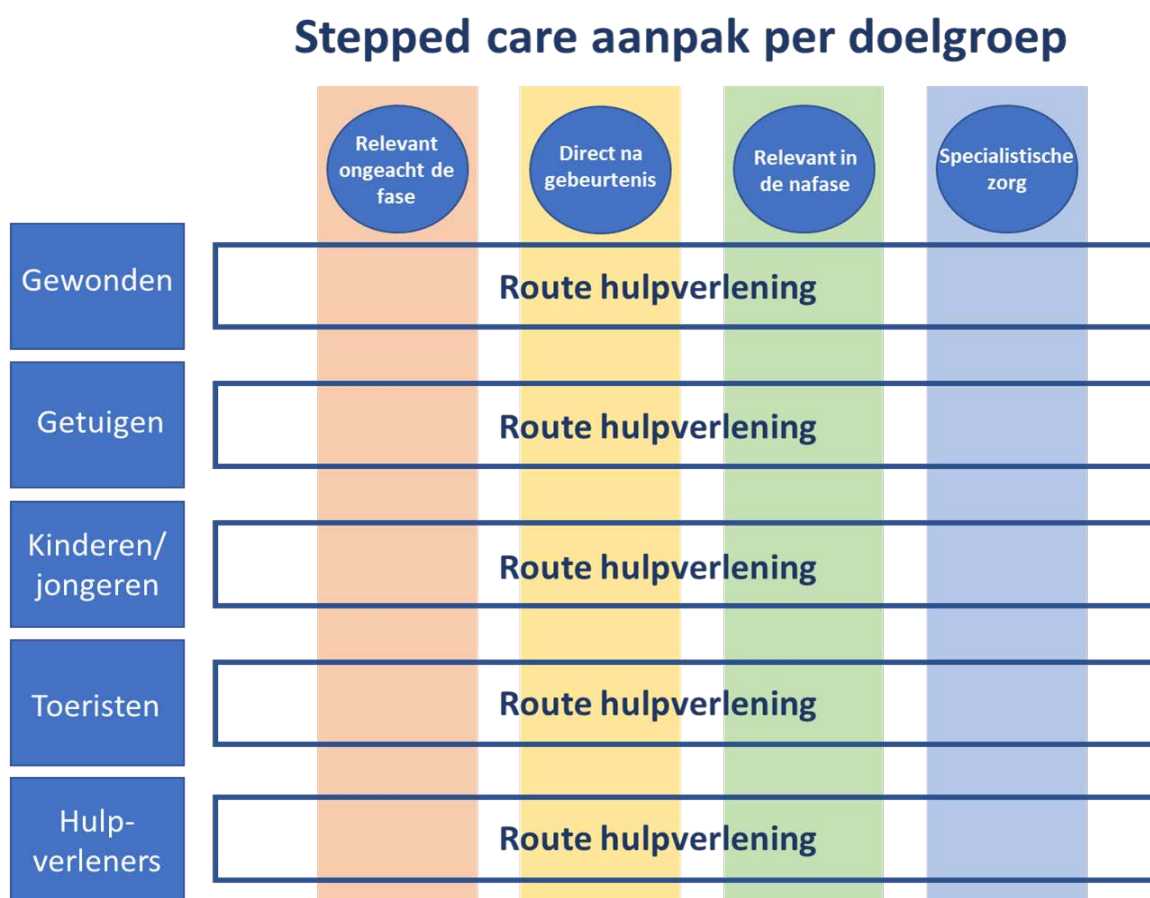 Stepped care aanpak per doelgroep
Relevant
ongeacht de
fase
Direct na
gebeurtenis
Relevant in
de nafase
Specialistische
zorg
Gewonden
Route hulpverlening
Getuigen
Route hulpverlening
Kinderen/
jongeren
Route hulpverlening
Toeristen
Route hulpverlening
Hulp-
verleners
Route hulpverlening